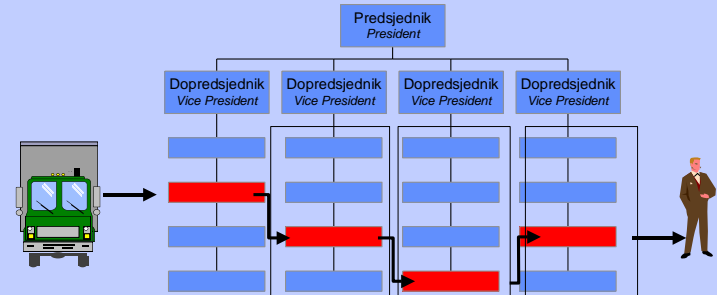 Predsjednik
President
Dopredsjednik
Vice President
Dopredsjednik
Vice President
Dopredsjednik
Vice President
Dopredsjednik
Vice President